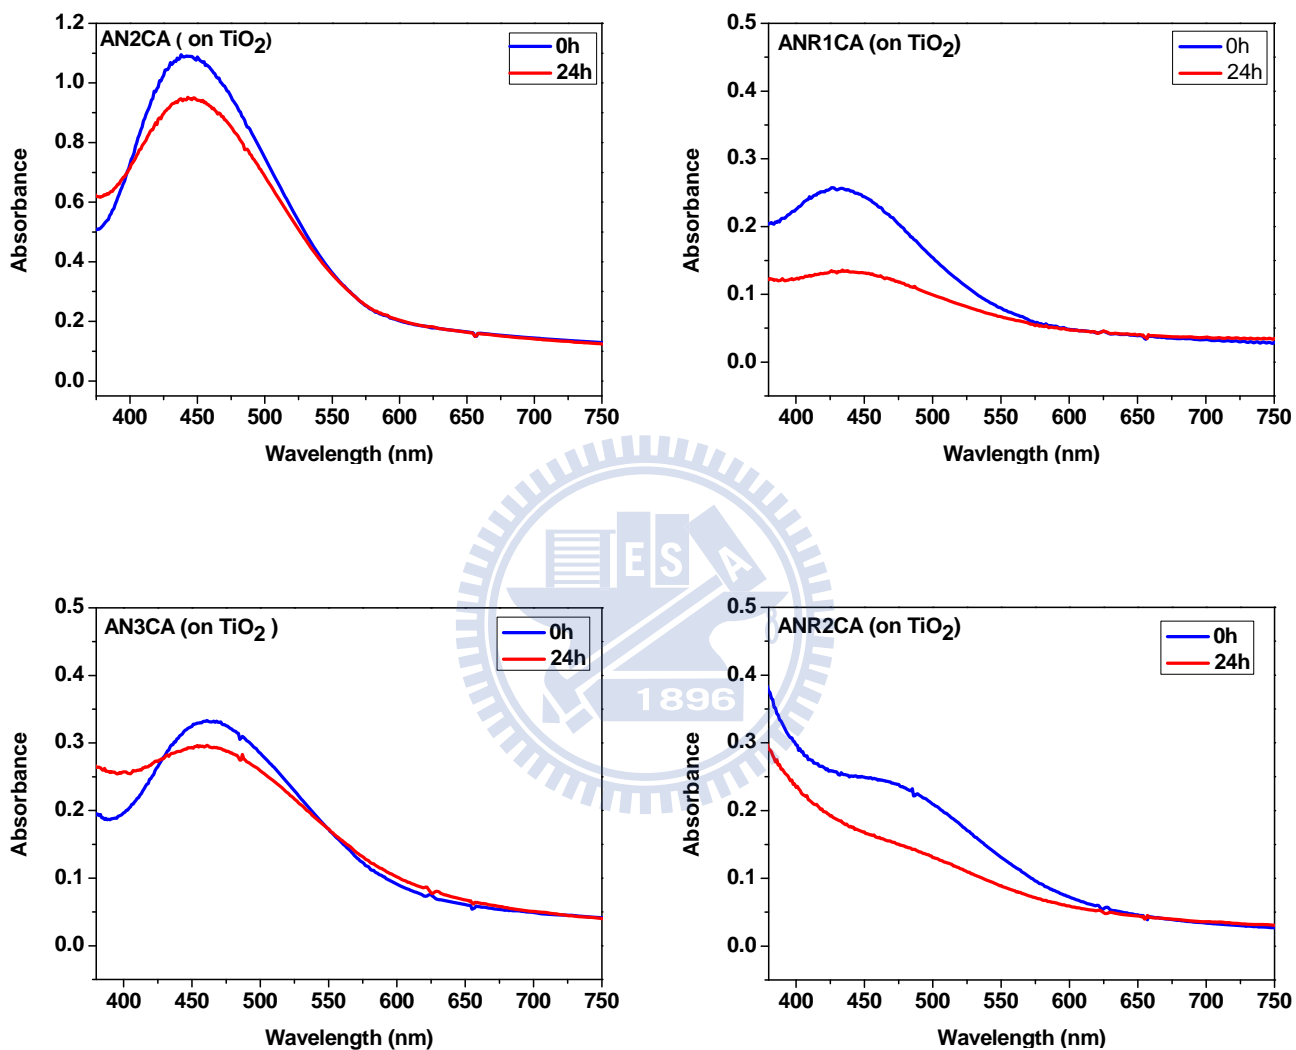 AN2CA ( on TiO2)
0h
24h
1.2
1.0
0.8
0.6
0.4
0.2
0.0
Absorbance
400 450 500 550 600 650 700 750
Wavelength (nm)
ANR1CA (on TiO2)
0h
24h
0.5
0.4
0.3
0.2
0.1
0.0
Absorbance
400 450 500 550 600 650 700 750
Wavelength (nm)
E S A
1896
AN3CA (on TiO2 )
0h
24h
0.5
0.4
0.3
0.2
0.1
0.0
Absorbance
400 450 500 550 600 650 700 750
Wavelength (nm)
ANR2CA (on TiO2)
0h
24h
0.5
0.4
0.3
0.2
0.1
0.0
Absorbance
400 450 500 550 600 650 700 750
Wavelength (nm)